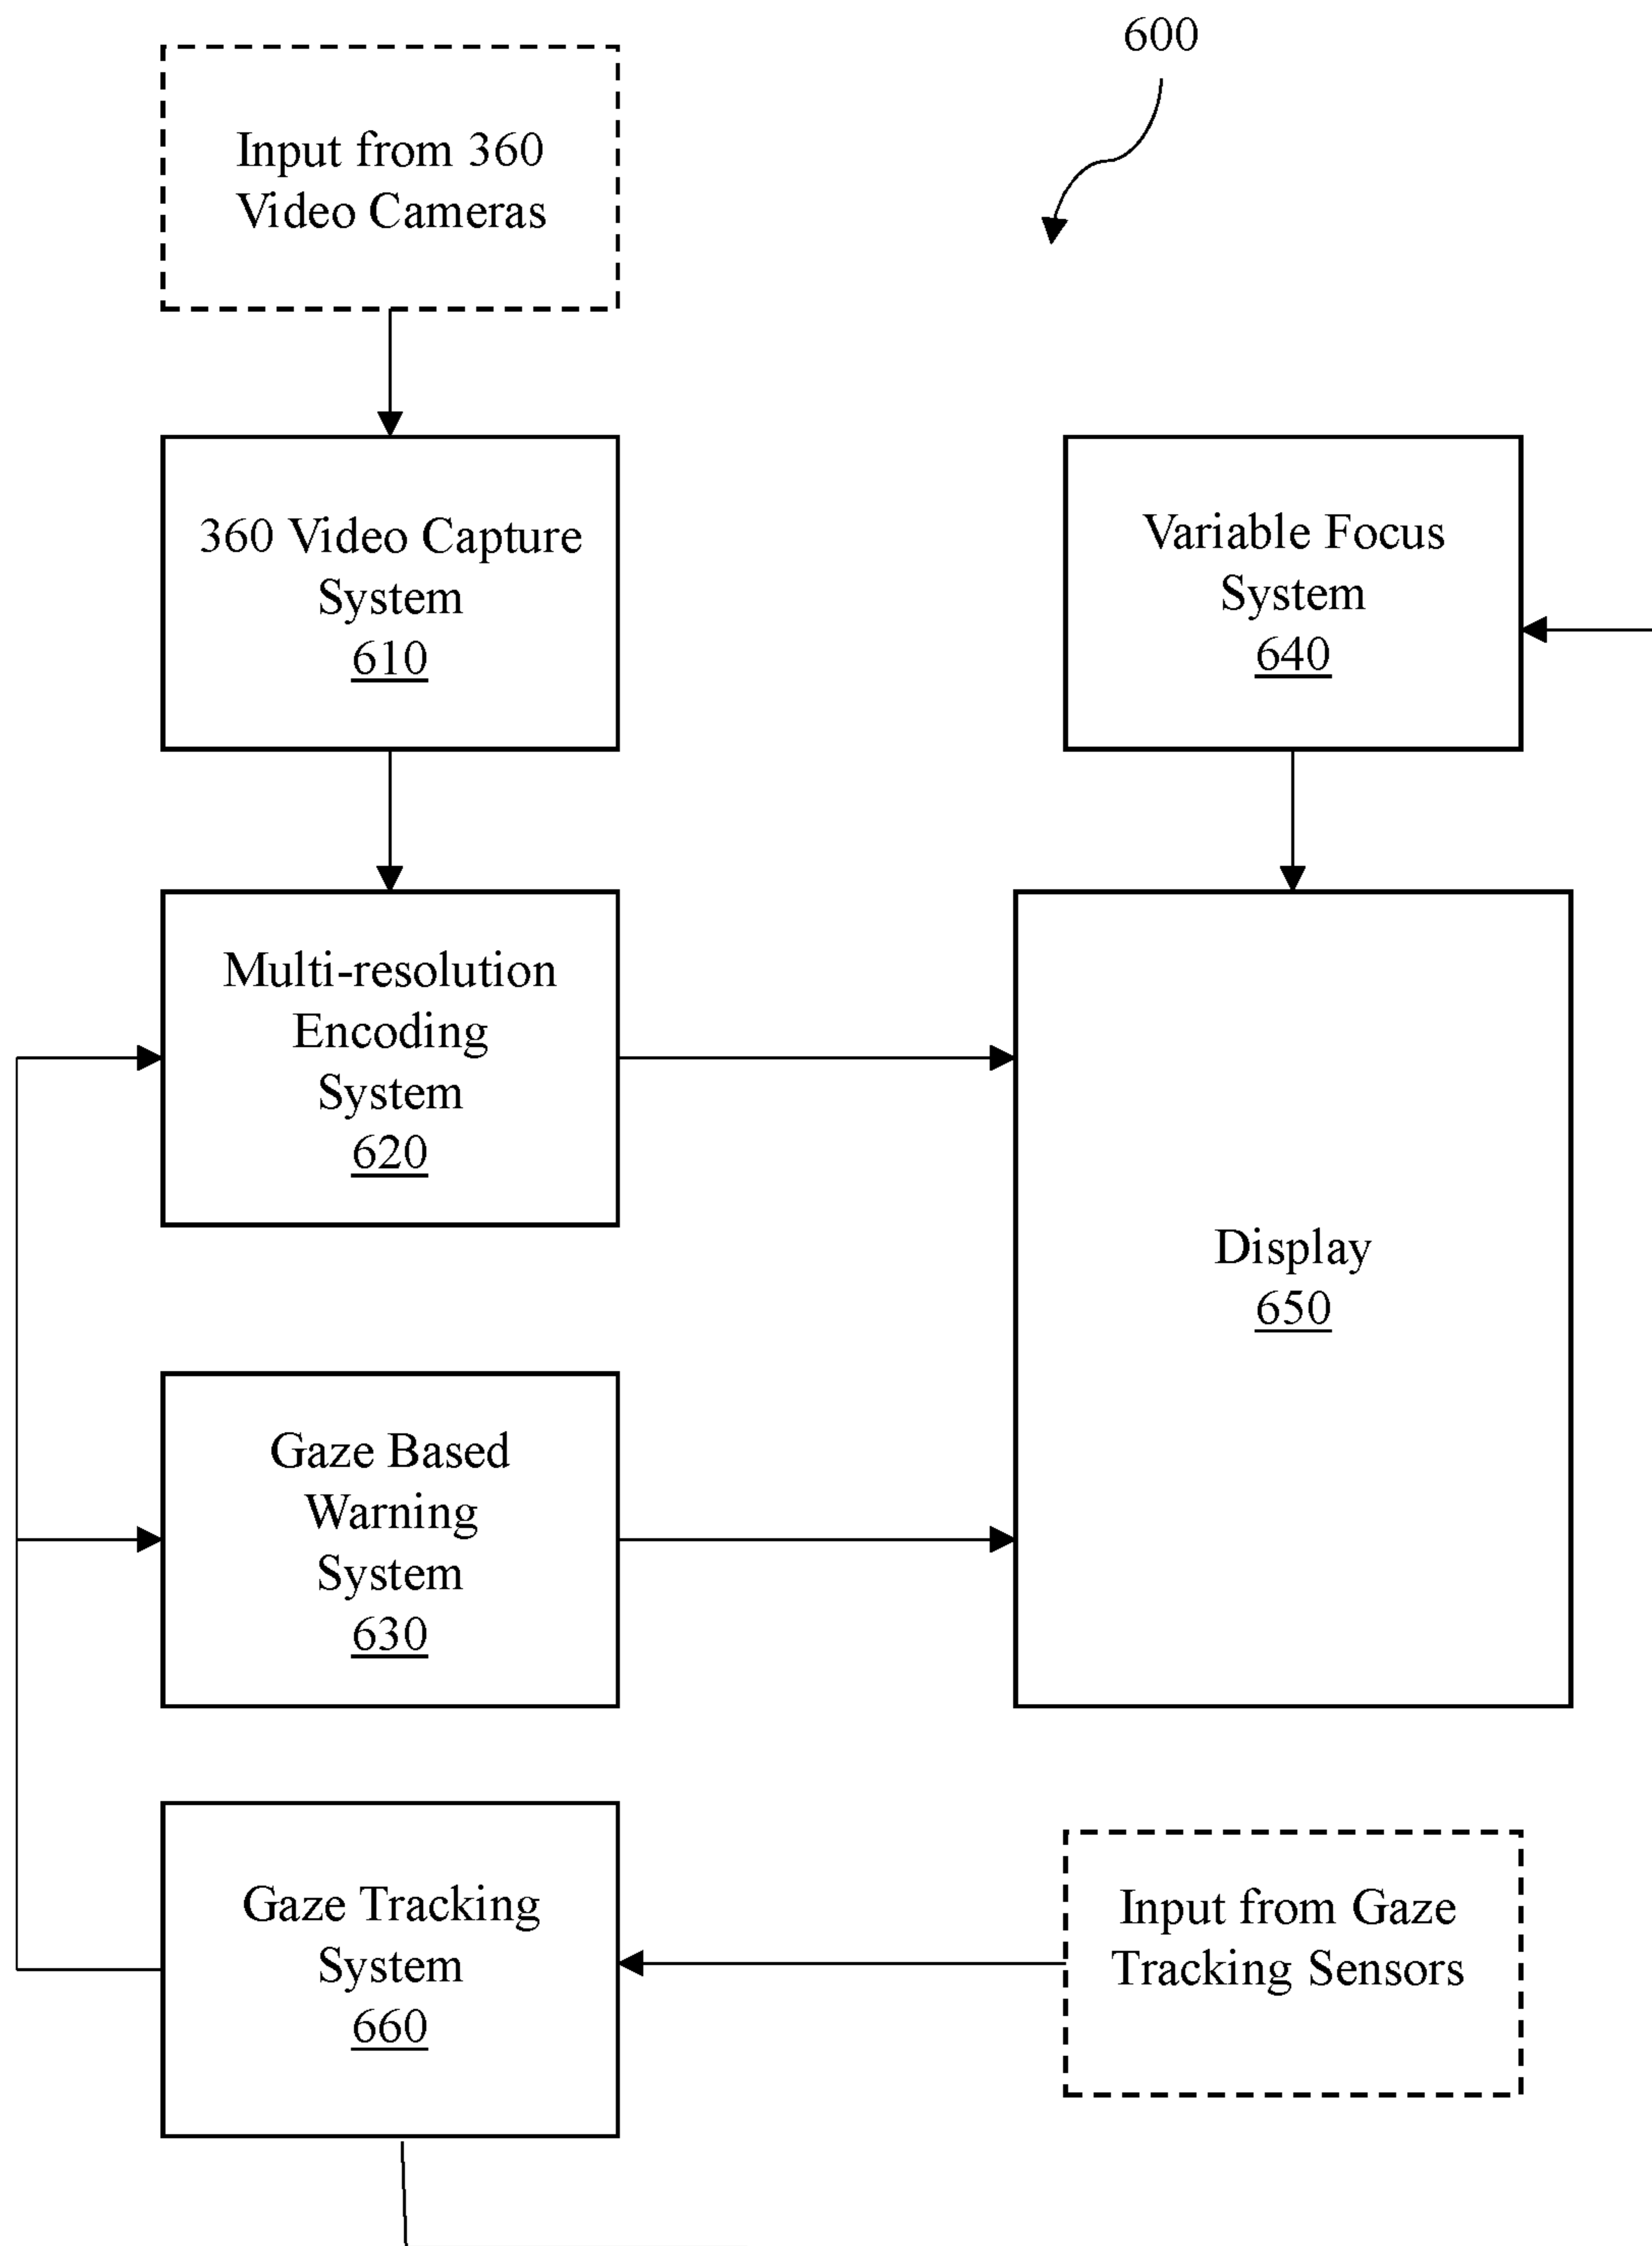 600
Input from 360
Video Cameras
360 Video Capture
System
610
Variable Focus
System
640
Multi-resolution
Encoding
System
620
Display
650
Gaze Based
Warning
System
630
Gaze Tracking
System
660
Input from Gaze
Tracking Sensors